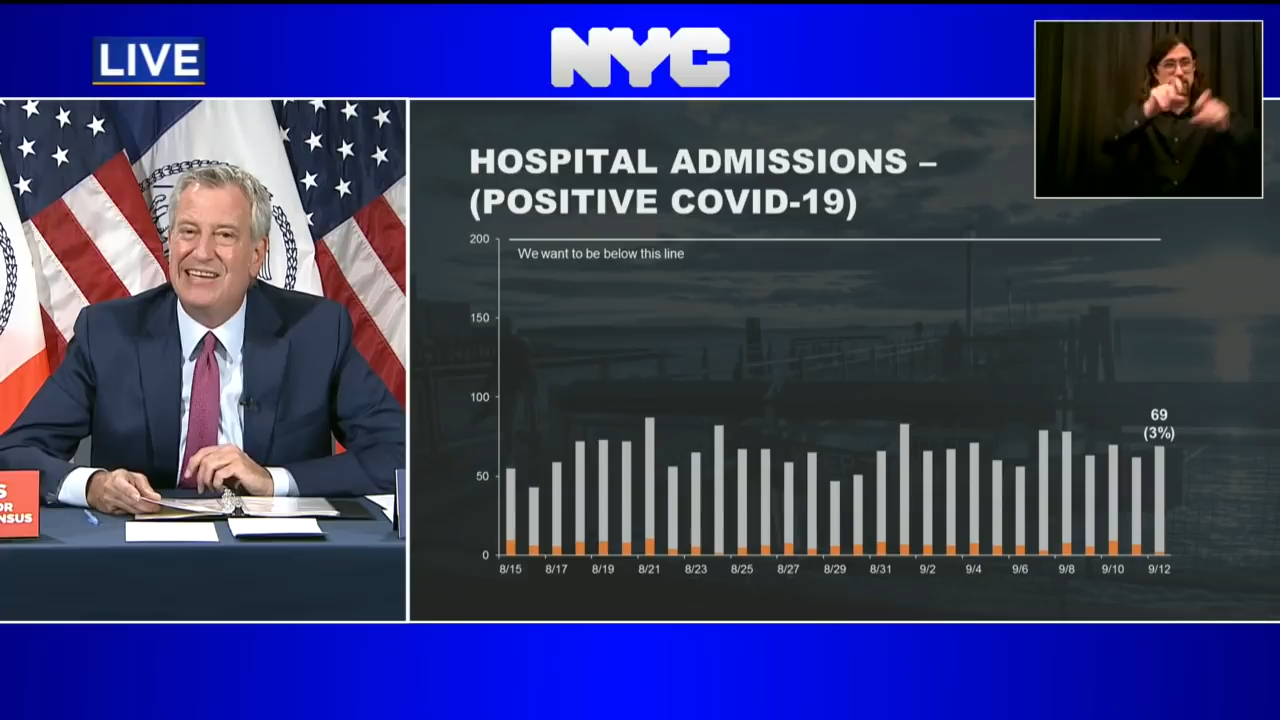 LIVE
NYC
HOSPITAL ADMISSIONS –
(POSITIVE COVID-19)
200
We want to be below this line
150
100
50
0
69
(3%)
8/15
8/17
8/19
8/21
8/23
8/25
8/27
8/29
8/31
9/2
9/4
9/6
9/8
9/10
9/12
S
OR
NSUS